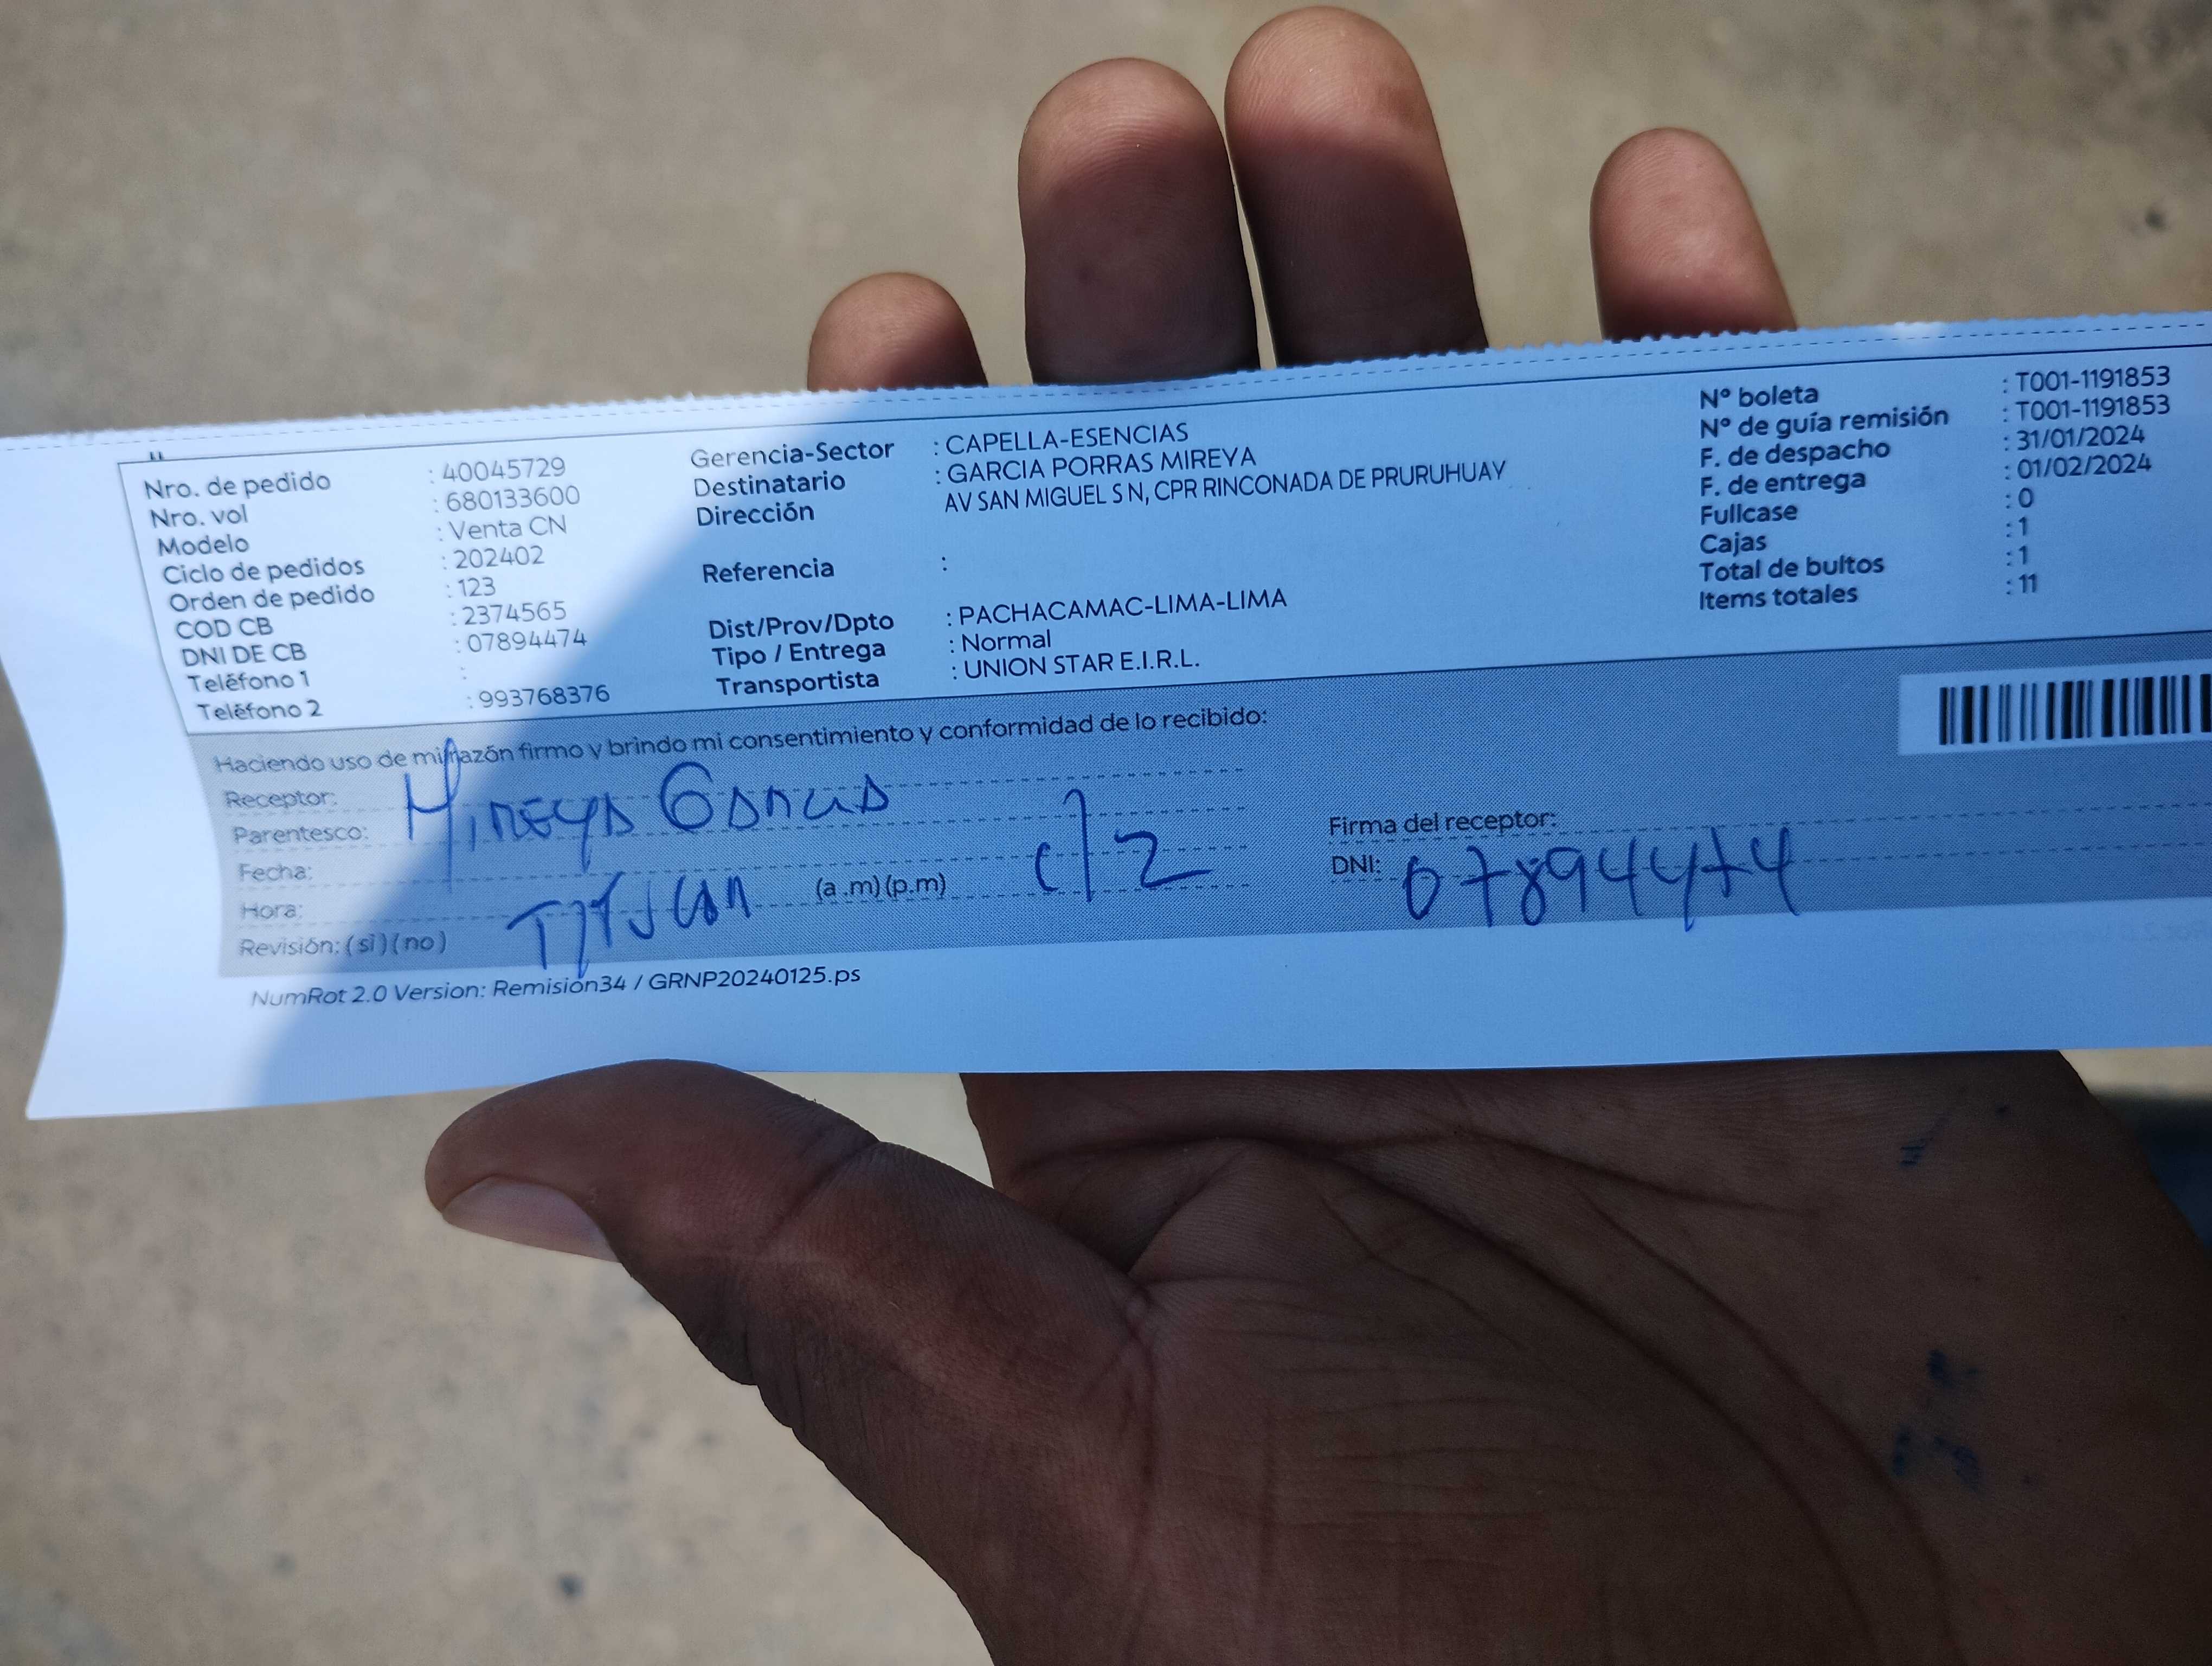 Nro. de pedido : 40045729
Nro. vol : 680133600
Modelo : Venta CN
Ciclo de pedidos : 202402
Orden de pedido : 123
COD CB : 2374565
DNI DE CB : 07894474
Teléfono 1 :
Teléfono 2 : 993768376
Gerencia-Sector : CAPELLA-ESENCIAS
Destinatario : GARCIA PORRAS MIREYA
Dirección AV SAN MIGUEL S N, CPR RINCONADA DE PRURUHUAY
Referencia :
Dist/Prov/Dpto : PACHACAMAC-LIMA-LIMA
Tipo / Entrega : Normal
Transportista : UNION STAR E.I.R.L.
N° boleta : T001-1191853
N° de guía remisión : T001-1191853
F. de despacho : 31/01/2024
F. de entrega : 01/02/2024
Fullcase : 0
Cajas : 1
Total de bultos : 1
Items totales : 11
Haciendo uso de mi razón firmo y brindo mi consentimiento y conformidad de lo recibido:
Receptor: Mireya Garcia
Parentesco:
Fecha:
Hora: (a .m) (p.m)
Revisión: ( si ) ( no )
Firma del receptor:
DNI: 07894474
NumRot 2.0 Version: Remision34 / GRNP20240125.ps